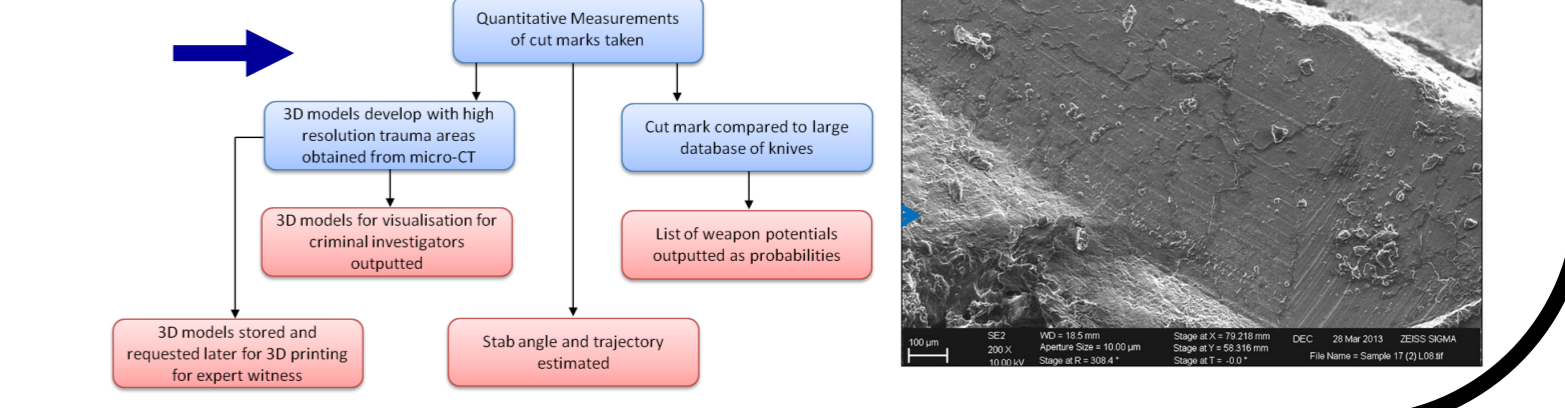 Quantitative Measurements
of cut marks taken
3D models develop with high
resolution trauma areas
obtained from micro-CT
Cut mark compared to large
database of knives
3D models for visualisation for
criminal investigators
outputted
List of weapon potentials
outputted as probabilities
3D models stored and
requested later for 3D printing
for expert witness
Stab angle and trajectory
estimated
100 µm
SE2
200 X
10.00 kV
WD = 18.5 mm
Aperture Size = 10.00 µm
Stage at R = 308.4 °
Stage at X = 79.218 mm
Stage at Y = 58.316 mm
Stage at T = -0.0 °
DEC 28 Mar 2013 ZEISS SIGMA
File Name = Sample 17 (2) L08.tif